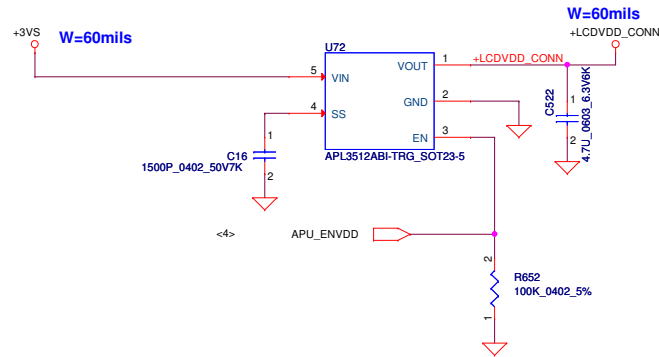 W=60mils
+3VS
W=60mils
+LCDVDD_CONN
U72
5
VIN
VOUT
1
+LCDVDD_CONN
4
SS
GND
2
EN
3
APL3512ABI-TRG_SOT23-5
C522
1
2
4.7U_0603_6.3V6K
1
C16
1500P_0402_50V7K
2
<4>
APU_ENVDD
2
R652
100K_0402_5%
1